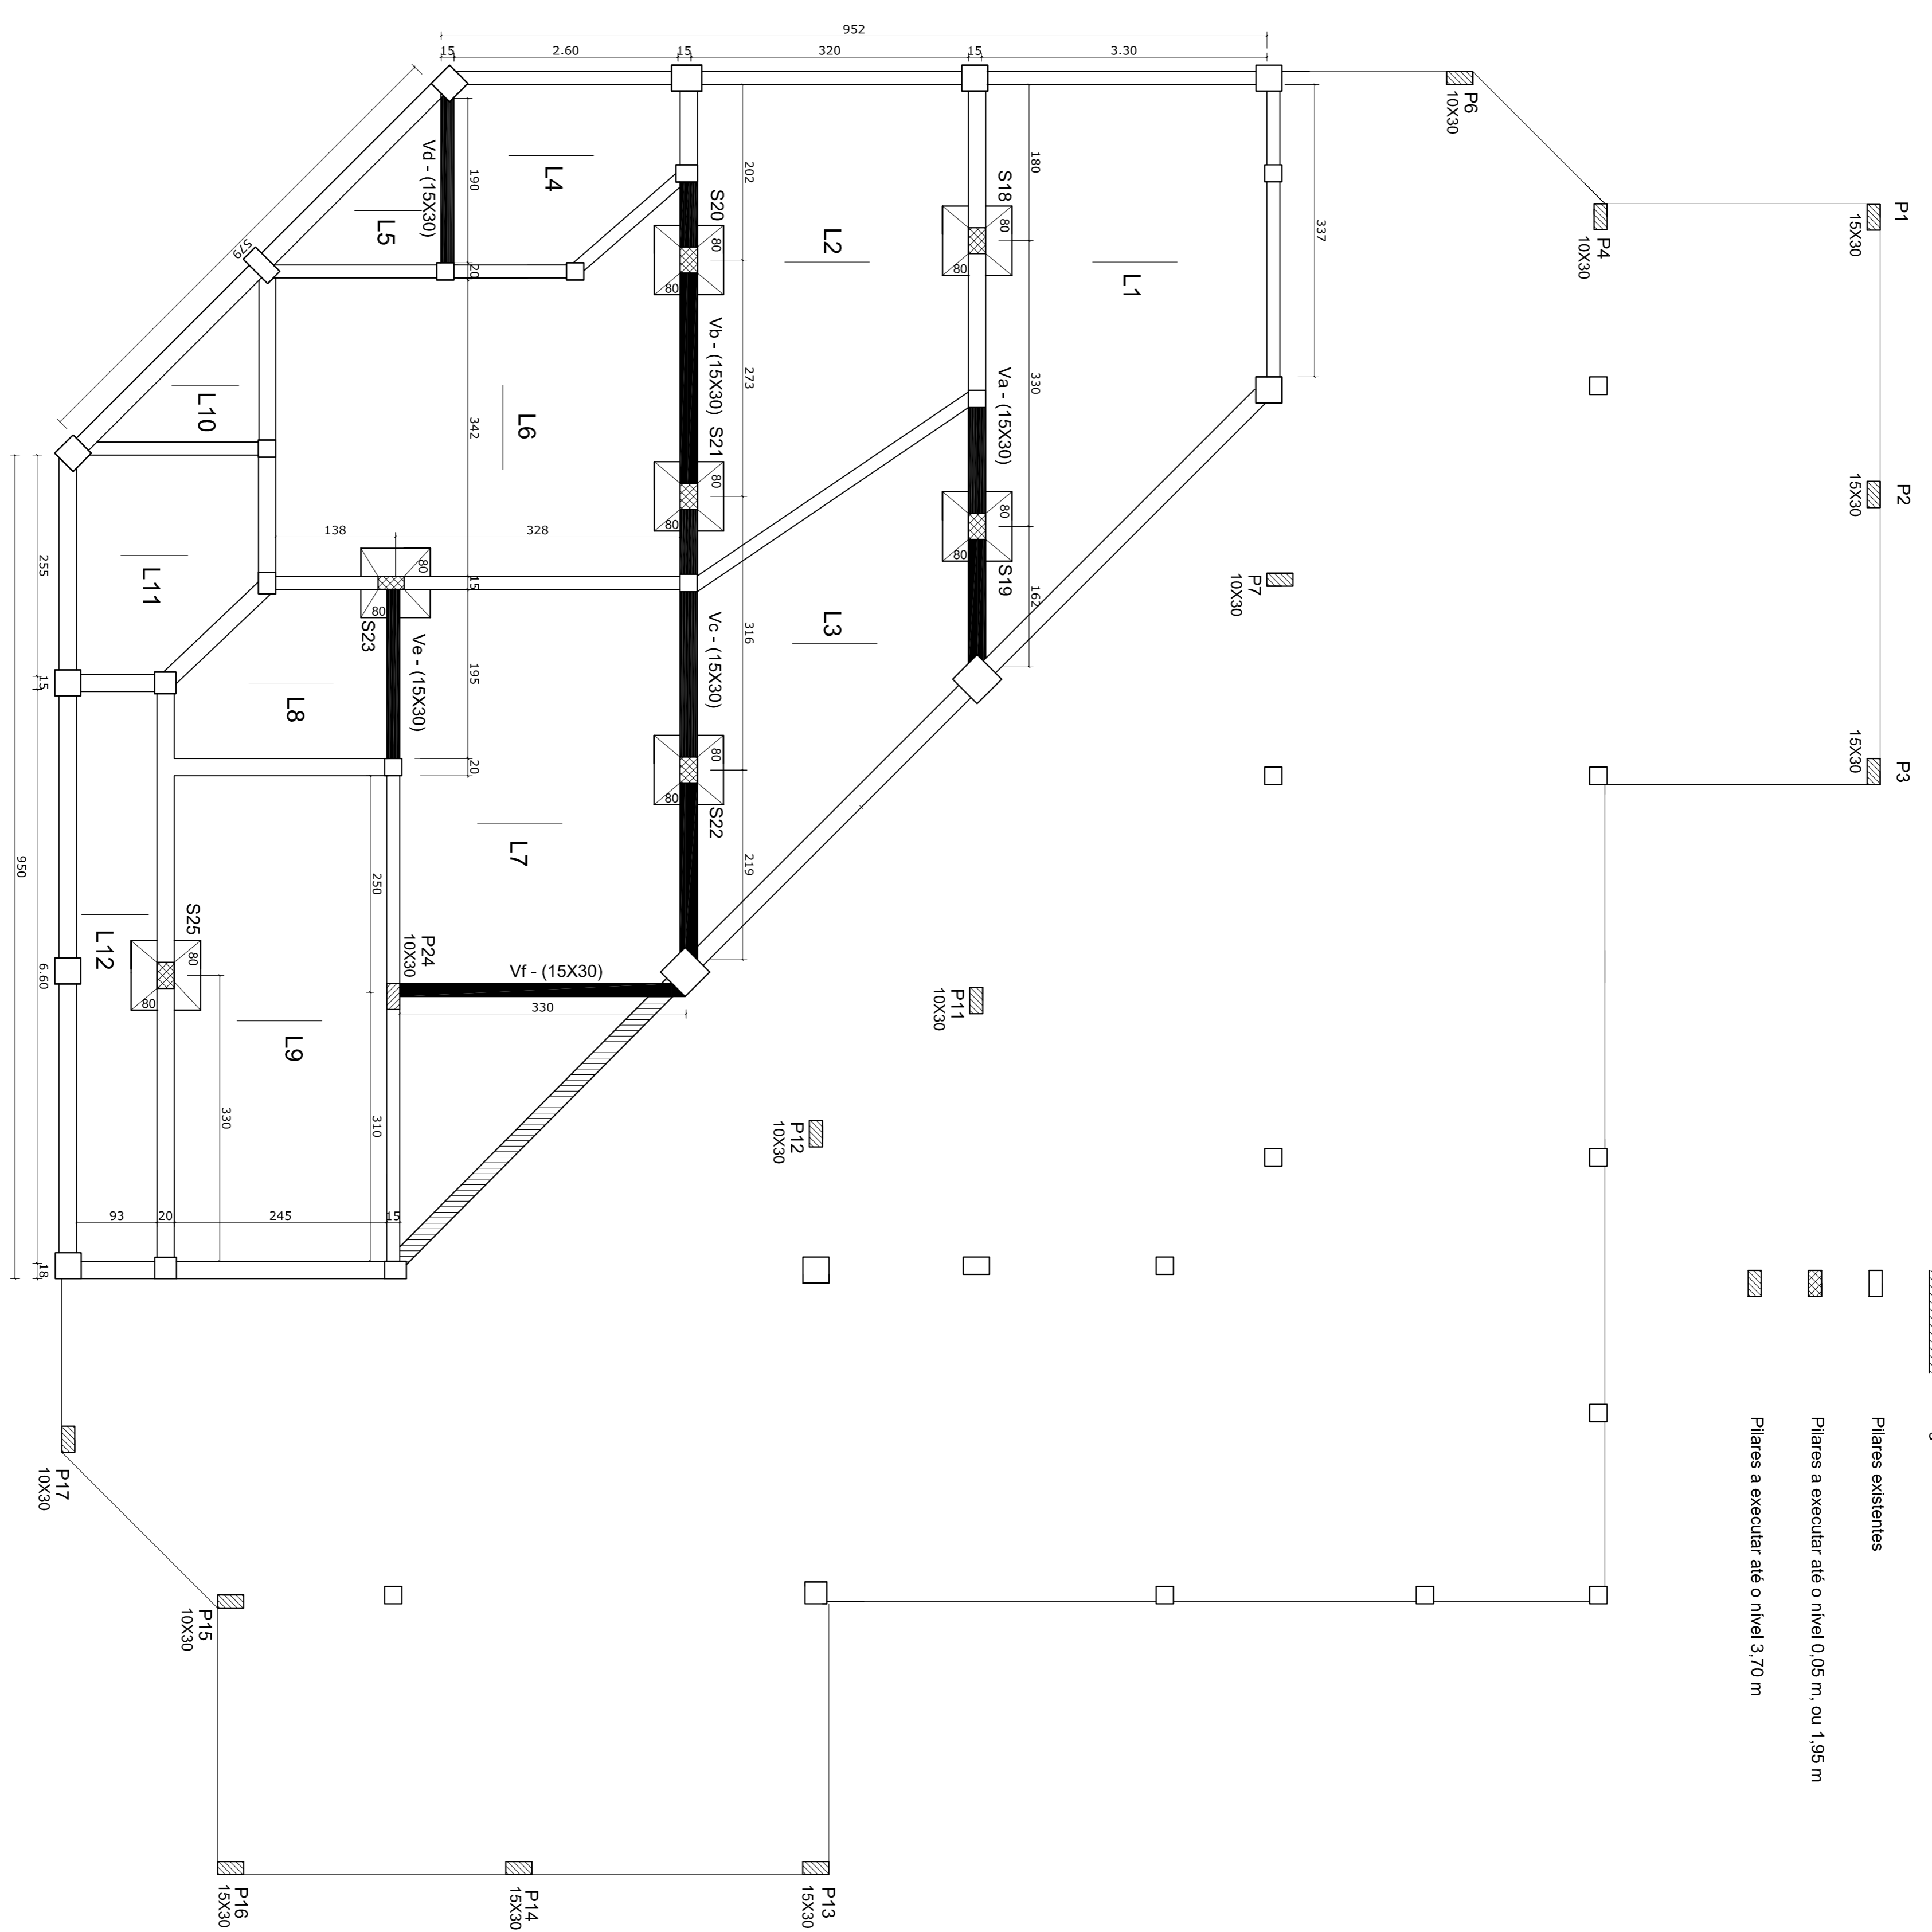 952
15
2.60
15
320
15
3.30
P6
10X30
P1
15X30
P4
10X30
337
180
202
S18
S20
80
80
80
80
L1
L2
L4
L5
Vd - (15X30)
190
20
579
P2
15X30
Va - (15X30)
330
Vb - (15X30)
273
S21
80
80
L6
342
L10
80
80
S19
162
P7
10X30
138
328
15
80
80
S23
255
L11
L3
Vc - (15X30)
316
Ve - (15X30)
195
L8
15
20
P3
15X30
80
80
S22
219
L7
250
950
S25
80
80
L12
6.60
P24
10X30
Vf - (15X30)
330
P11
10X30
L9
330
310
P12
10X30
93
20
245
15
18
Pilares existentes
Pilares a executar até o nivel 0,05 m, ou 1,95 m
Pilares a executar até o nivel 3,70 m
P17
10X30
P15
10X30
P16
15X30
P14
15X30
P13
15X30